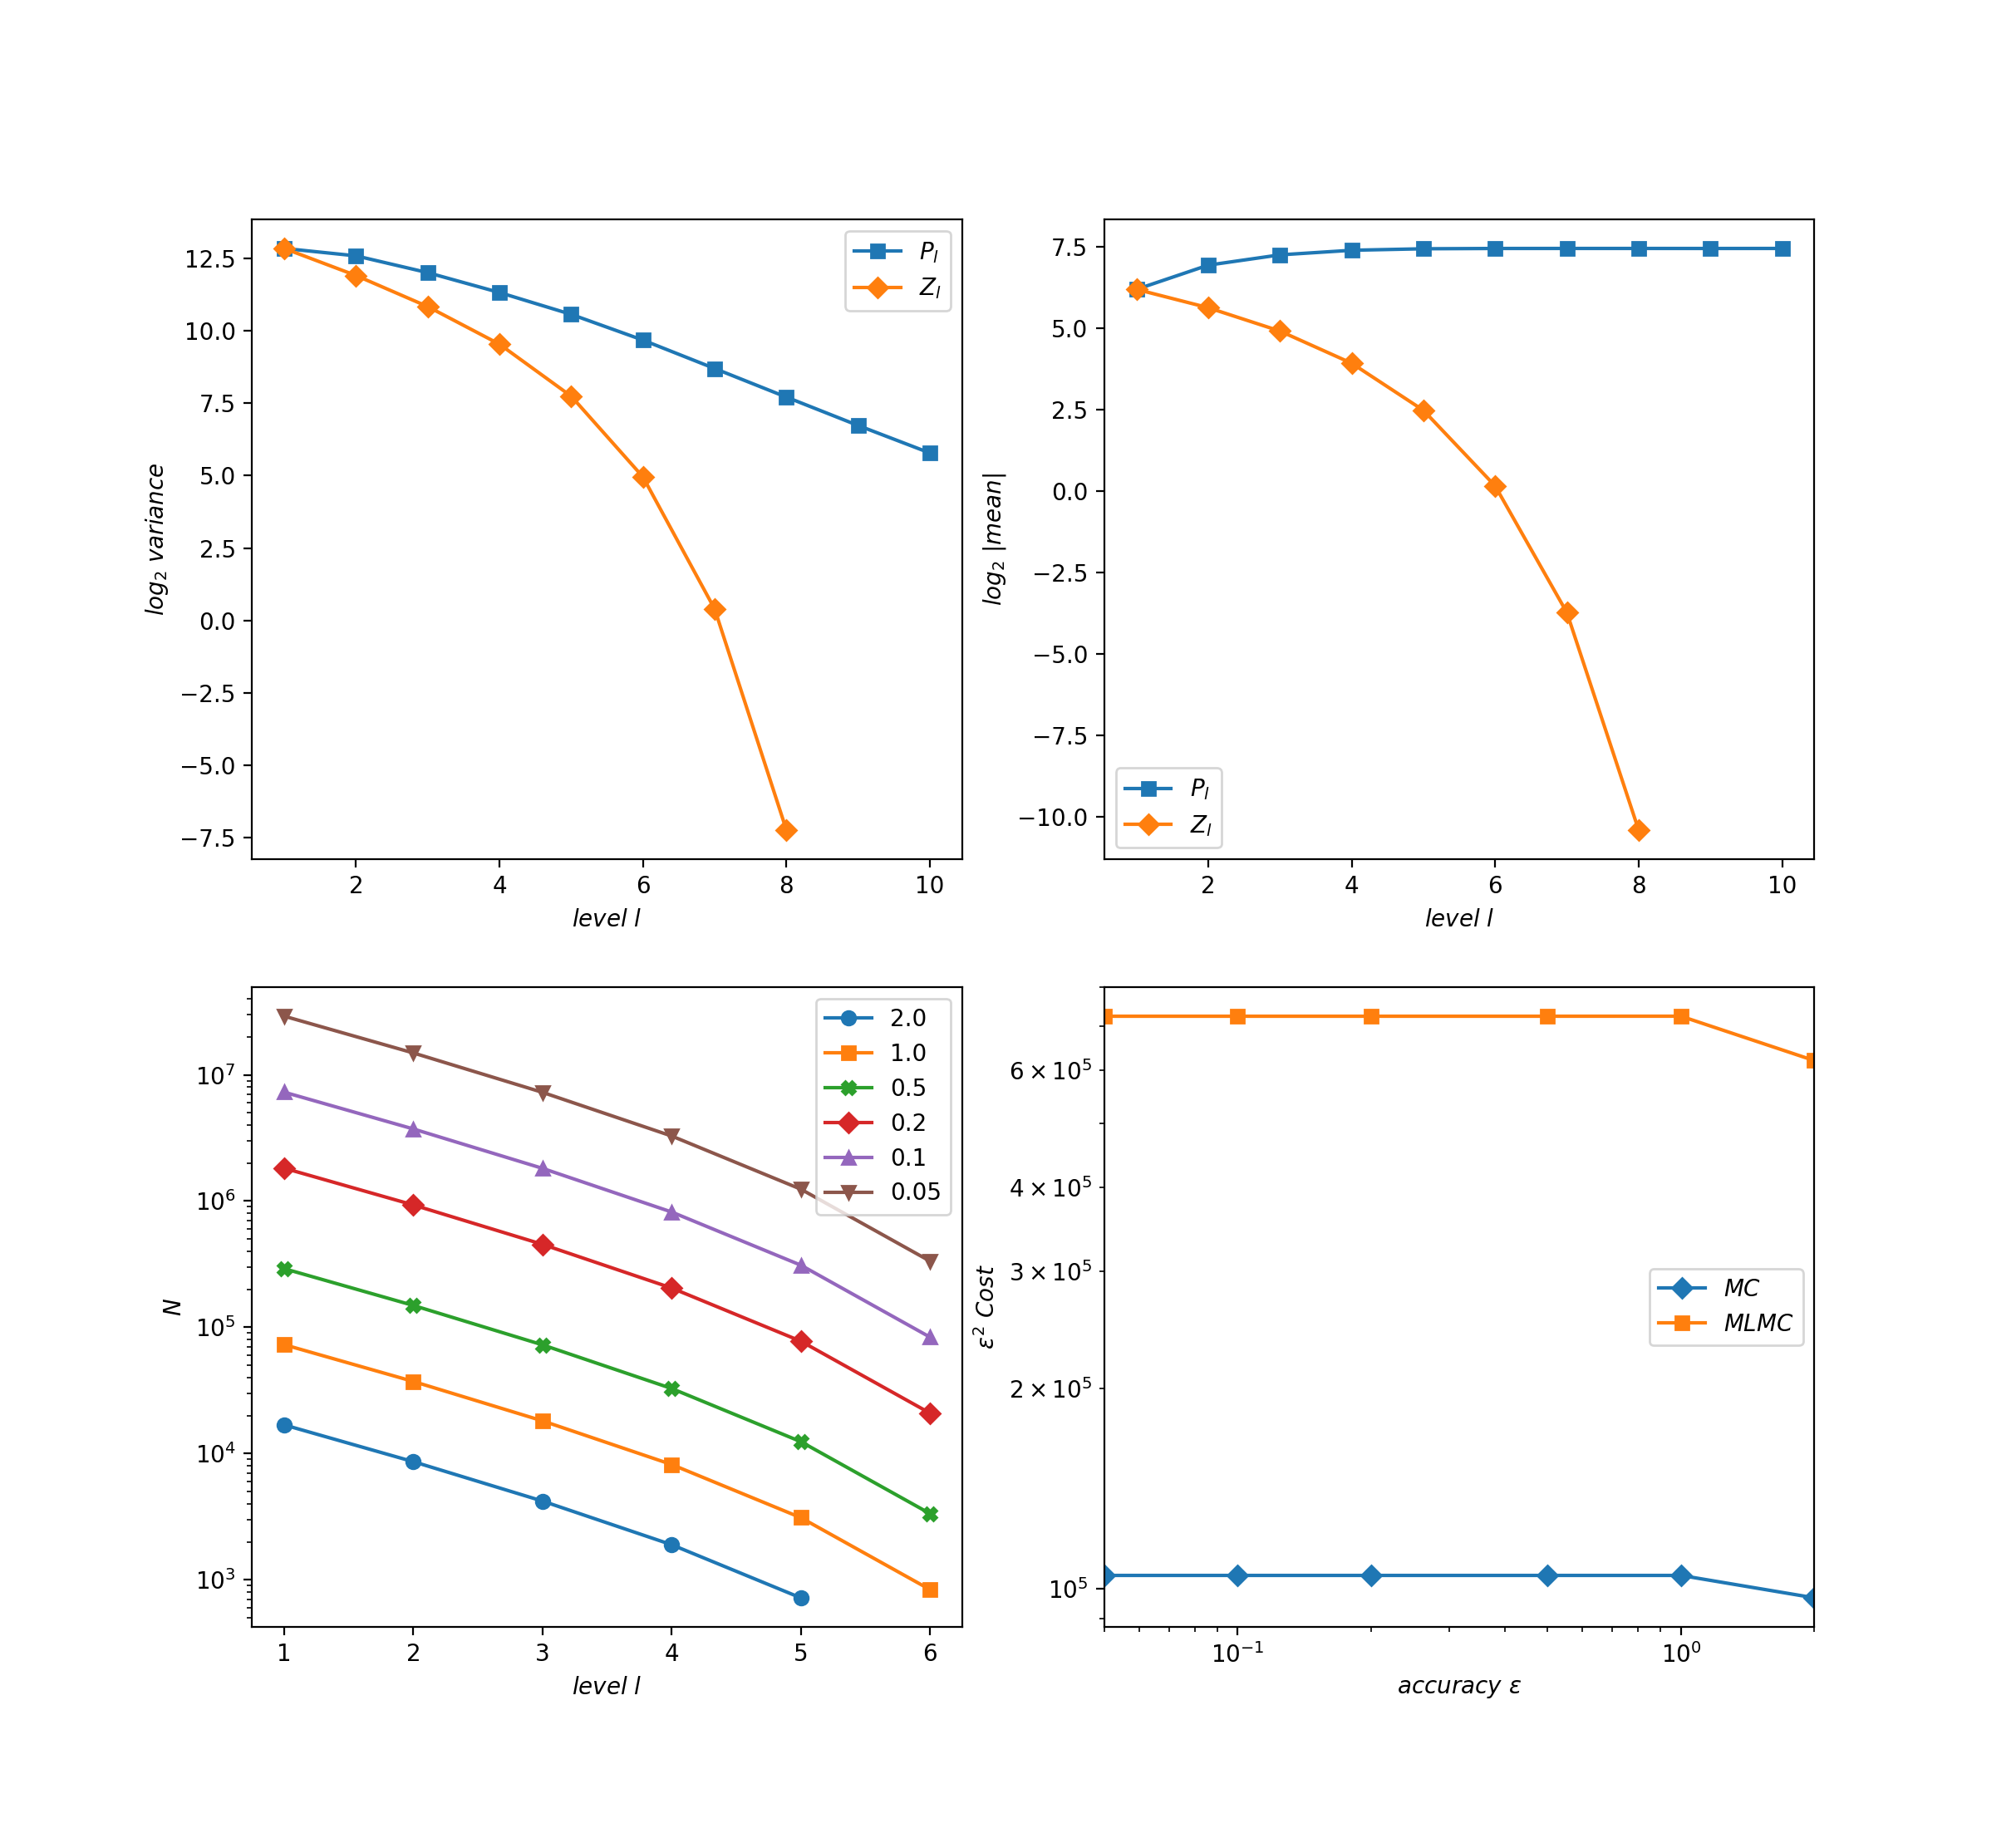 12.5
10.0
7.5
5.0
2.5
0.0
−2.5
−5.0
−7.5
log₂ variance
2 4 6 8 10
level l
P_l
Z_l
7.5
5.0
2.5
0.0
−2.5
−5.0
−7.5
−10.0
log₂ |mean|
2 4 6 8 10
level l
P_l
Z_l
10⁷
10⁶
10⁵
10⁴
10³
N
1 2 3 4 5 6
level l
2.0
1.0
0.5
0.2
0.1
0.05
6 × 10⁵
4 × 10⁵
3 × 10⁵
2 × 10⁵
10⁵
ε² Cost
10⁻¹ 10⁰
accuracy ε
MC
MLMC